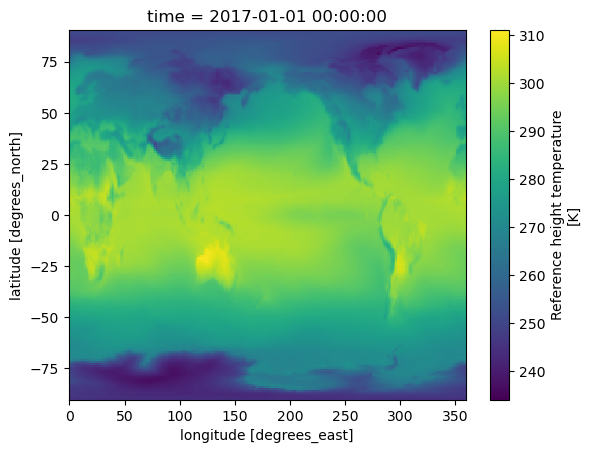 time = 2017-01-01 00:00:00
75
50
25
0
−25
−50
−75
latitude [degrees_north]
0 50 100 150 200 250 300 350
longitude [degrees_east]
310
300
290
280
270
260
250
240
Reference height temperature
[K]